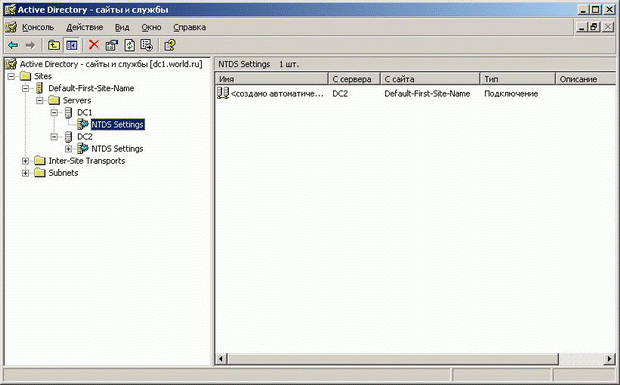 Active Directory - сайты и службы
Консоль Действие Вид Окно Справка
Active Directory - сайты и службы [dc1.world.ru]
Sites
Default-First-Site-Name
Servers
DC1
NTDS Settings
DC2
NTDS Settings
Inter-Site Transports
Subnets
NTDS Settings 1 шт.
Имя С сервера С сайта Тип Описание
<создано автоматиче... DC2 Default-First-Site-Name Подключение